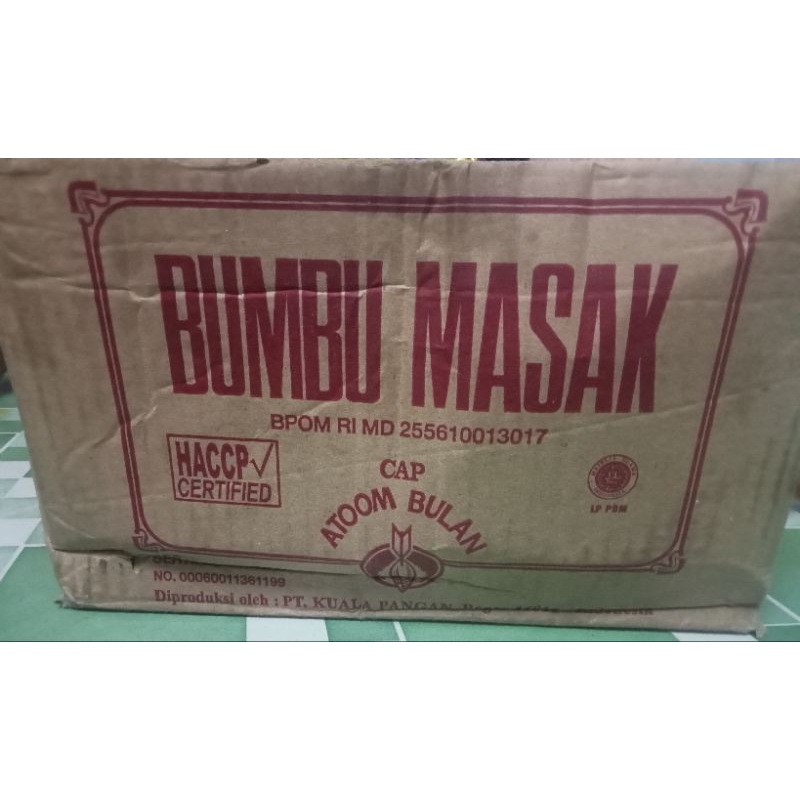 BUMBU MASAK
BPOM RI MD 255610013017
HACCP
CERTIFIED
CAP
ATOOM BULAN
LP POM
NO. 00060011361199
Diproduksi oleh : PT. KUALA PANGAN